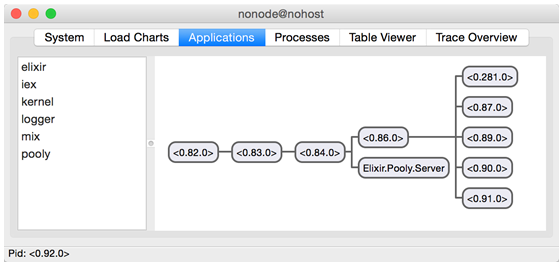 nonode@nohost
System Load Charts Applications Processes Table Viewer Trace Overview
elixir
iex
kernel
logger
mix
pooly
<0.82.0> <0.83.0> <0.84.0>
<0.86.0>
Elixir.Pooly.Server
<0.281.0>
<0.87.0>
<0.89.0>
<0.90.0>
<0.91.0>
Pid: <0.92.0>